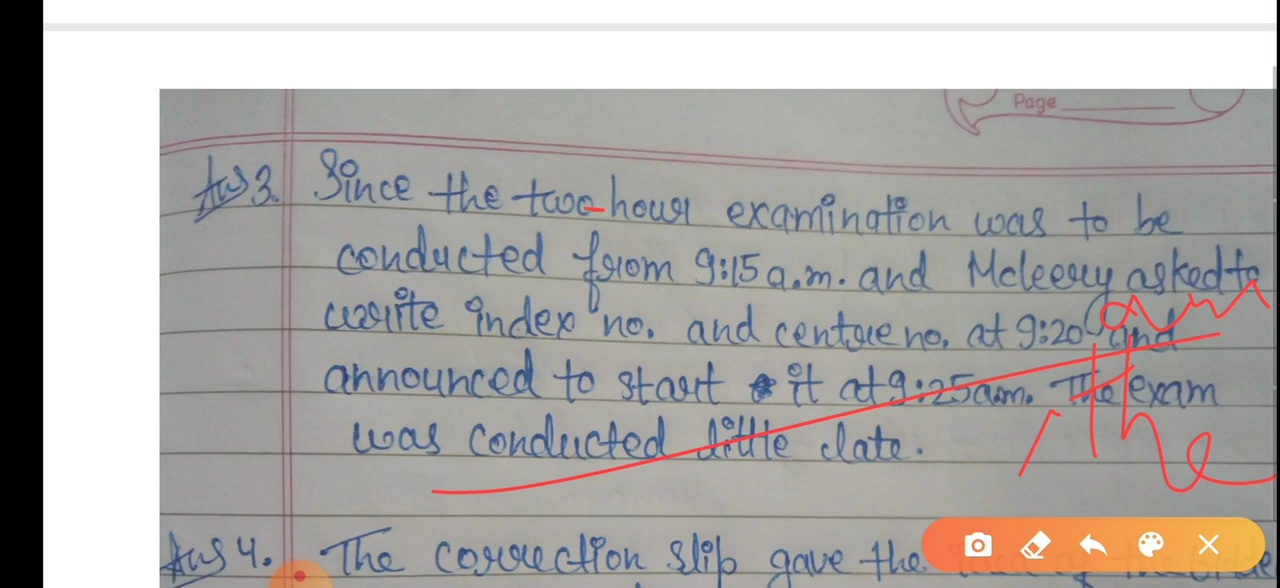 Page
Ans 3. Since the two-hour examination was to be
conducted from 9:15 a.m. and Mcleery asked to
write index no. and centre no. at 9:20 and
am
announced to start it at 9:25 am. The exam
the
was conducted little late.
Ans 4. The correction slip gave the